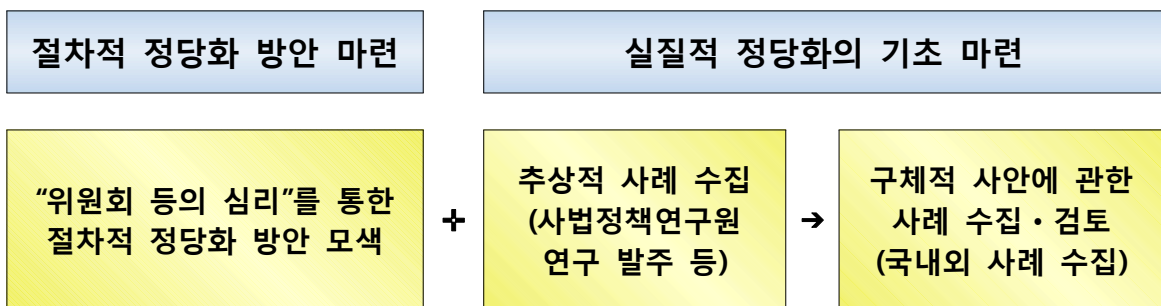 절차적 정당화 방안 마련
실질적 정당화의 기초 마련
“위원회 등의 심리”를 통한
절차적 정당화 방안 모색
+
추상적 사례 수집
(사법정책연구원
연구 발주 등)
→
구체적 사안에 관한
사례 수집・검토
(국내외 사례 수집)